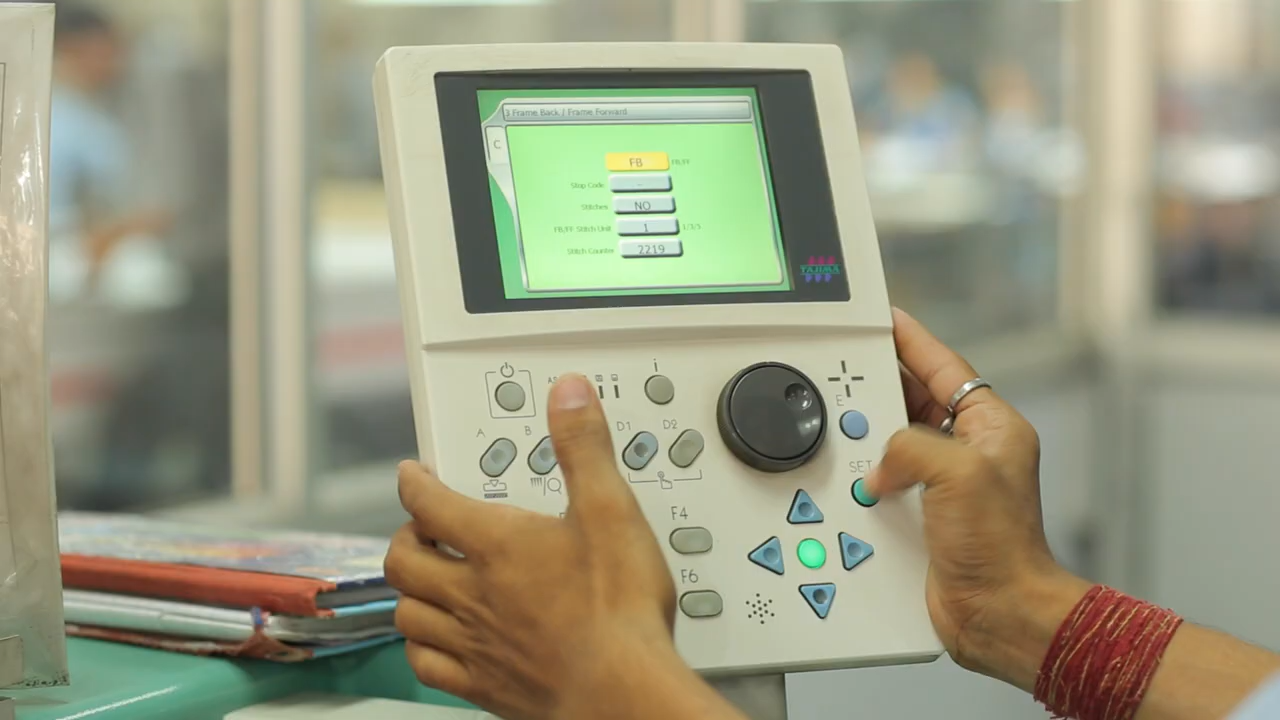 3 Frame Back / Frame Forward
C
FB FB/FF
Stop Code -
Stitches NO
FB/FF Stitch Unit 1 1/3/5
Stitch Counter 2219
TAJIMA
i
E
A B D1 D2
SET
Q
F4
F6